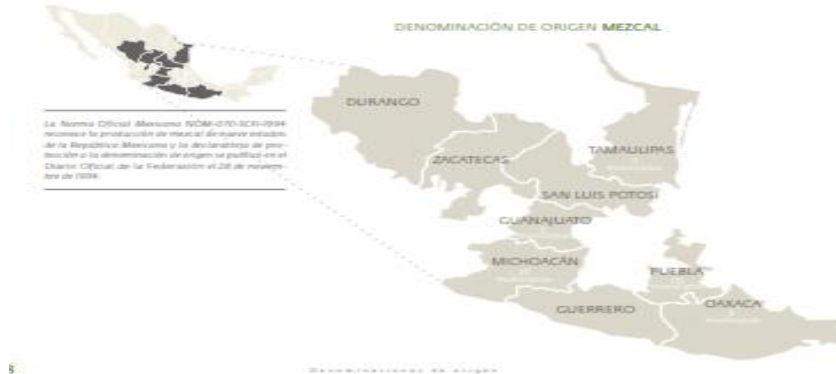 DENOMINACIÓN DE ORIGEN MEZCAL
La Norma Oficial Mexicana NOM-070-SCFI-1994
reconoce la producción de mezcal de nueve estados
de la República Mexicana y la declaratoria de pro-
tección a la denominación de origen se publicó en el
Diario Oficial de la Federación el 28 de noviem-
bre de 1994.
DURANGO
ZACATECAS
TAMAULIPAS
SAN LUIS POTOSÍ
GUANAJUATO
MICHOACÁN
PUEBLA
GUERRERO
OAXACA
8
Denominaciones de origen